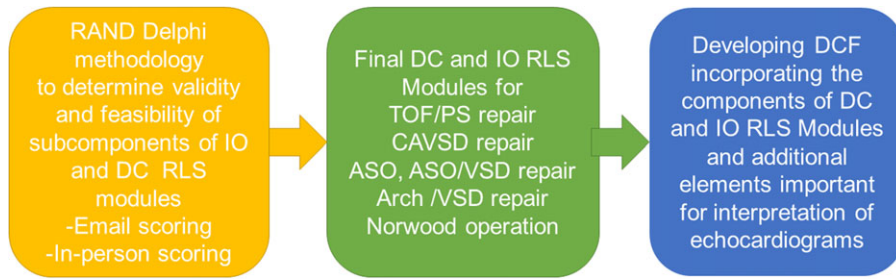 RAND Delphi
methodology
to determine validity
and feasibility of
subcomponents of IO
and DC RLS
modules
-Email scoring
-In-person scoring
Final DC and IO RLS
Modules for
TOF/PS repair
CAVSD repair
ASO, ASO/VSD repair
Arch /VSD repair
Norwood operation
Developing DCF
incorporating the
components of DC
and IO RLS Modules
and additional
elements important
for interpretation of
echocardiograms